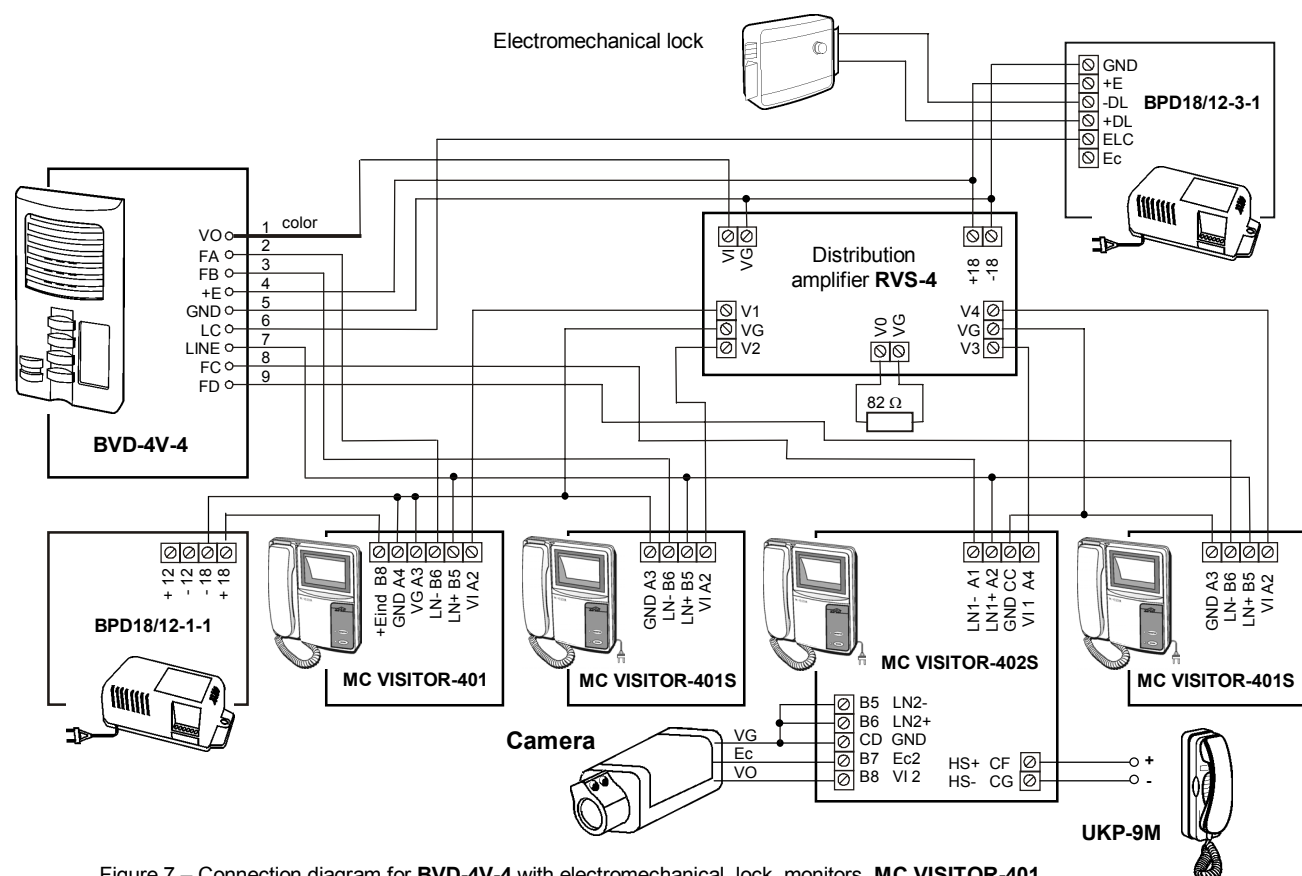 Electromechanical lock
GND
+E
-DL
+DL
ELC
Ec
BPD18/12-3-1
VO
FA
FB
+E
GND
LC
LINE
FC
FD
1 color
2
3
4
5
6
7
8
9
BVD-4V-4
VI
VG
+18
-18
Distribution
amplifier RVS-4
V1
VG
V2
V4
VG
V3
V0
VG
82 Ω
+ 12
- 12
- 18
+ 18
BPD18/12-1-1
+Eind B8
GND A4
VG A3
LN- B6
LN+ B5
VI A2
MC VISITOR-401
GND A3
LN- B6
LN+ B5
VI A2
MC VISITOR-401S
LN1- A1
LN1+ A2
GND CC
VI 1 A4
MC VISITOR-402S
B5 LN2-
B6 LN2+
CD GND
B7 Ec2
B8 VI 2
HS+ CF
HS- CG
+
-
GND A3
LN- B6
LN+ B5
VI A2
MC VISITOR-401S
Camera
VG
Ec
VO
UKP-9M
Figure 7 – Connection diagram for BVD-4V-4 with electromechanical lock, monitors MC VISITOR-401